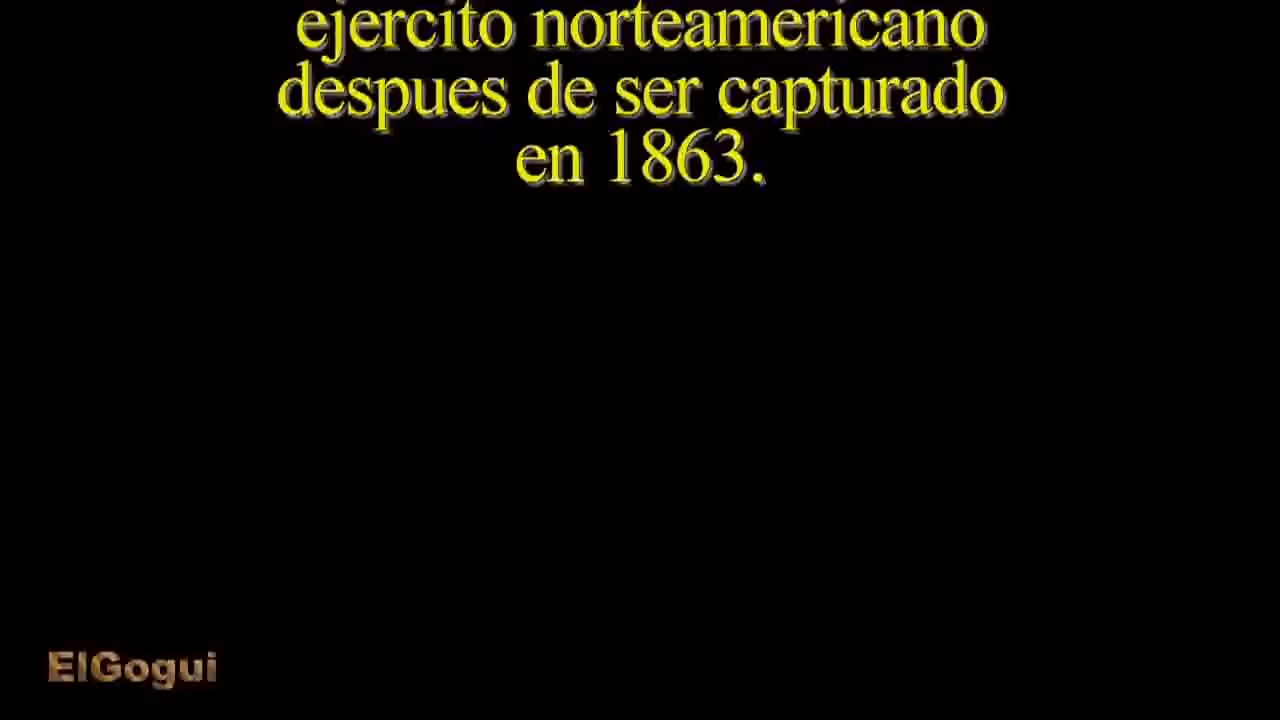 ejercito norteamericano
despues de ser capturado
en 1863.
ElGogui